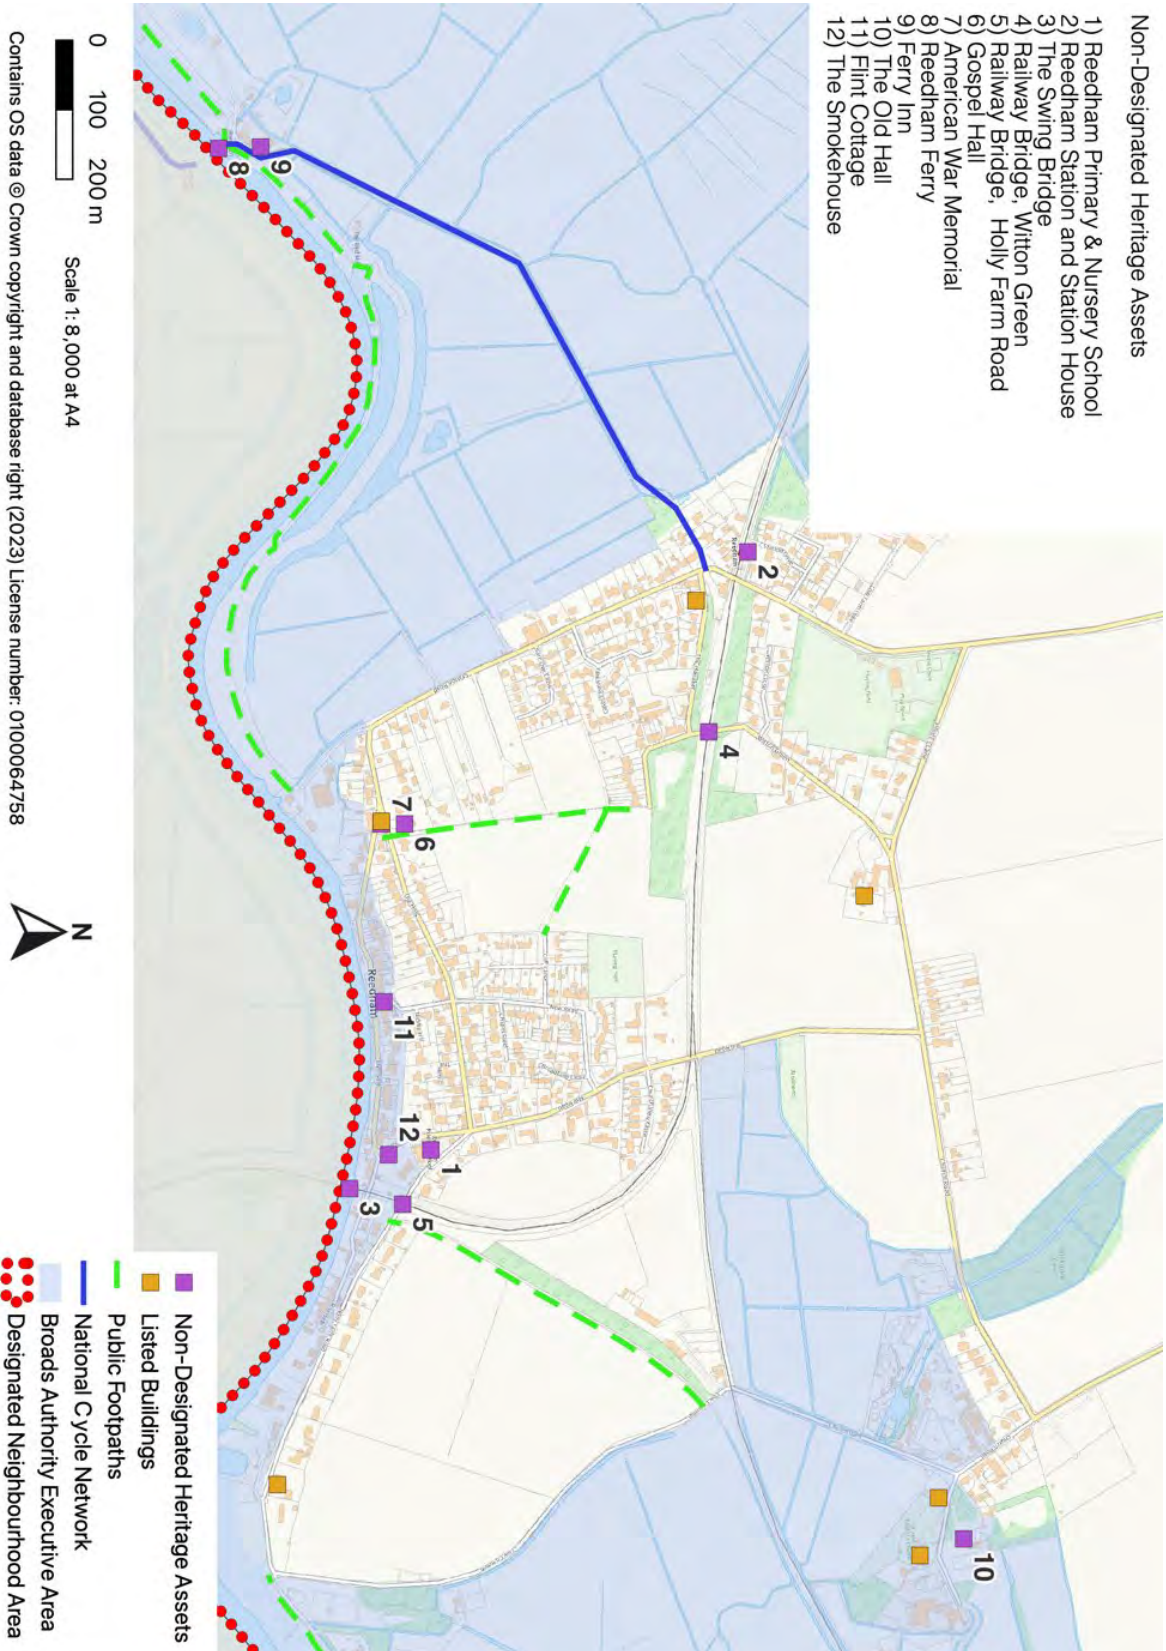 Non-Designated Heritage Assets
1) Reedham Primary & Nursery School
2) Reedham Station and Station House
3) The Swing Bridge
4) Railway Bridge, Witton Green
5) Railway Bridge, Holly Farm Road
6) Gospel Hall
7) American War Memorial
8) Reedham Ferry
9) Ferry Inn
10) The Old Hall
11) Flint Cottage
12) The Smokehouse
2
4
10
9
8
7
6
11
Reedham
12
1
5
3
0 100 200 m
Scale 1:8,000 at A4
N
Non-Designated Heritage Assets
Listed Buildings
Public Footpaths
National Cycle Network
Broads Authority Executive Area
Designated Neighbourhood Area
Contains OS data © Crown copyright and database right (2023) License number: 0100064758